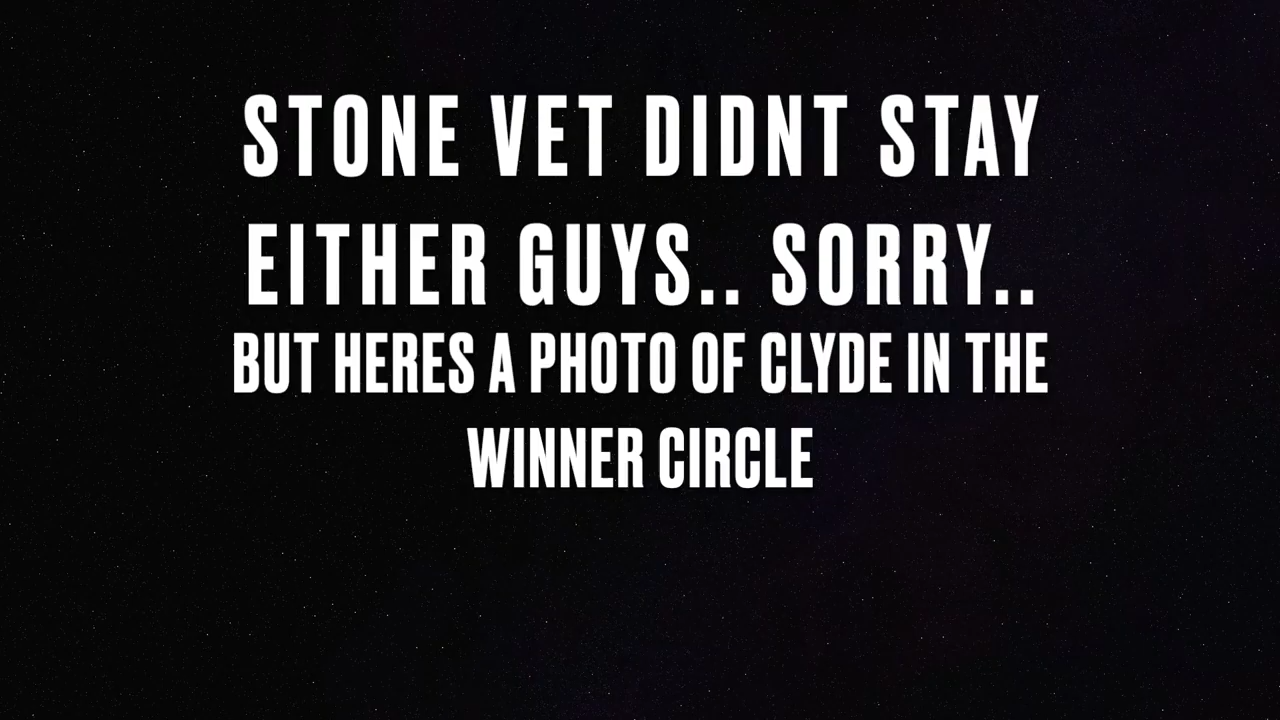 STONE VET DIDNT STAY
EITHER GUYS.. SORRY..
BUT HERES A PHOTO OF CLYDE IN THE
WINNER CIRCLE